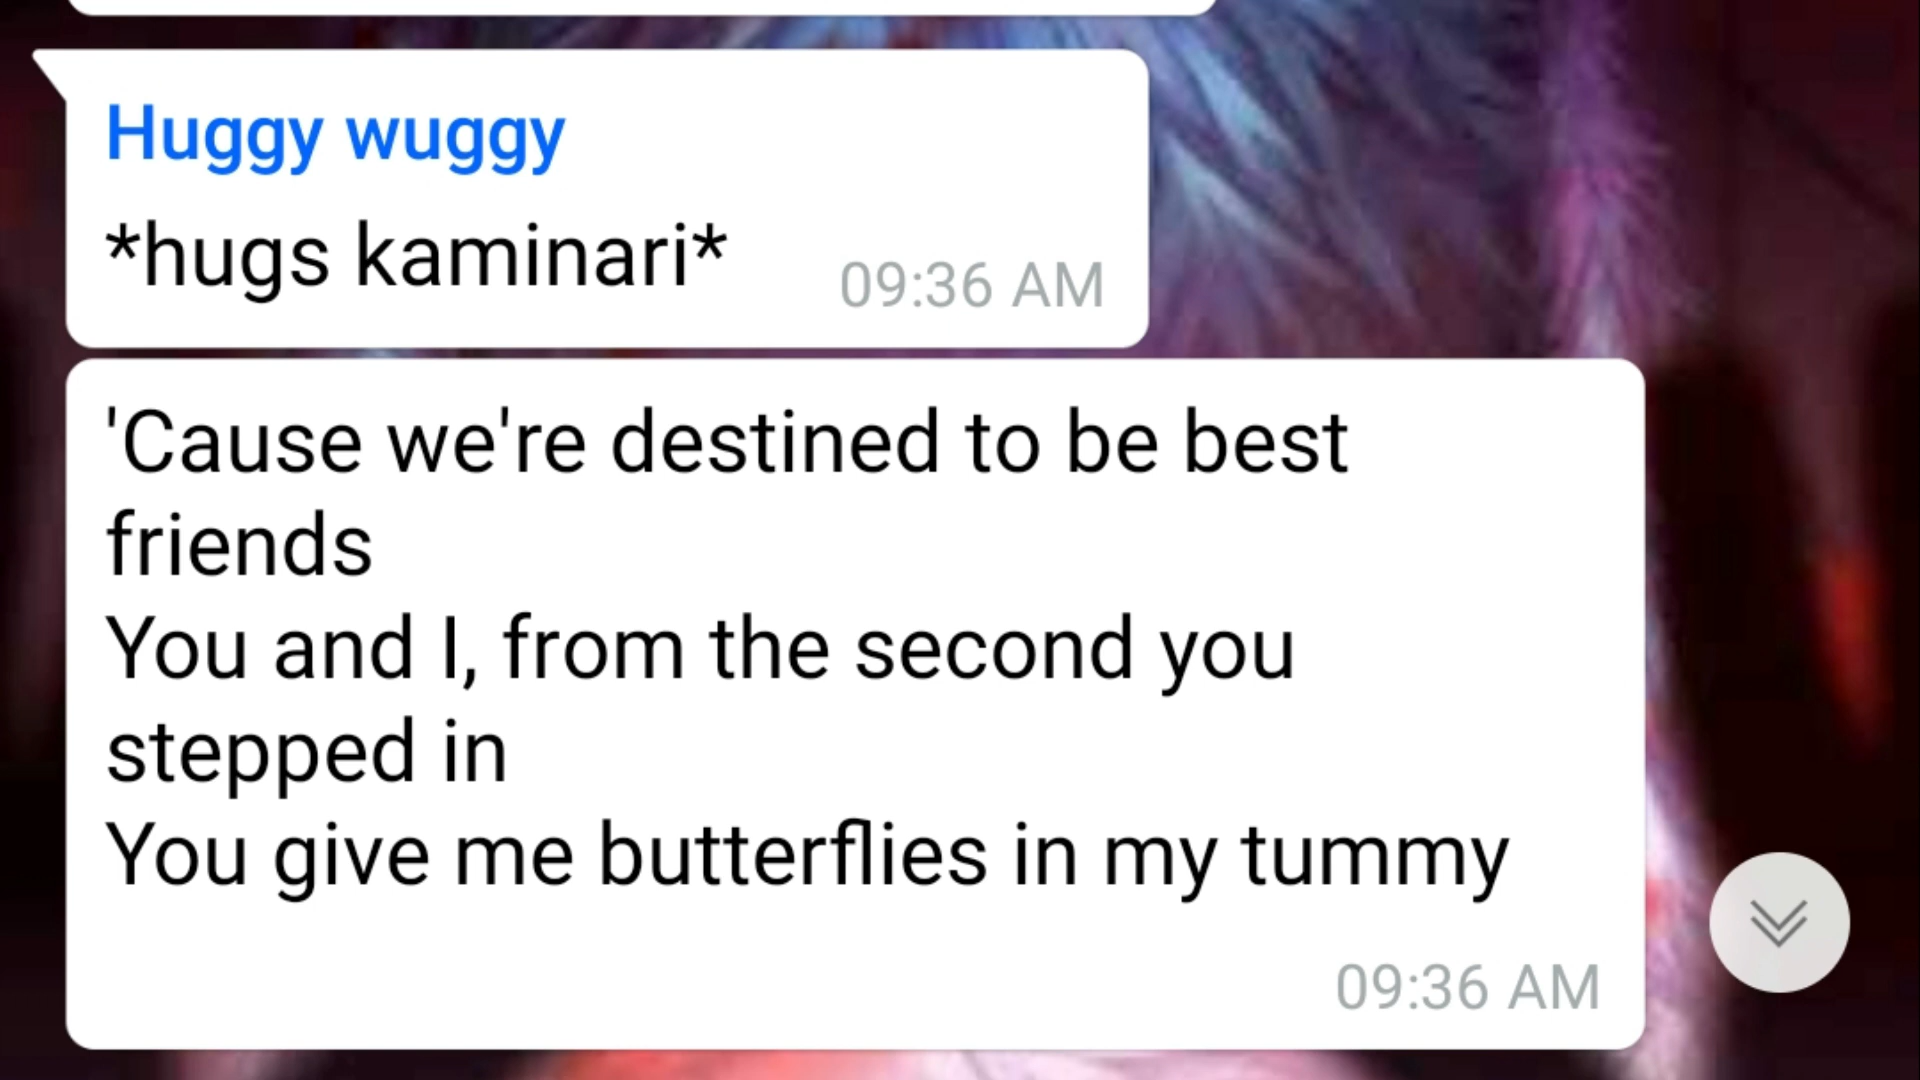 Huggy wuggy
*hugs kaminari*
09:36 AM
'Cause we're destined to be best
friends
You and I, from the second you
stepped in
You give me butterflies in my tummy
09:36 AM